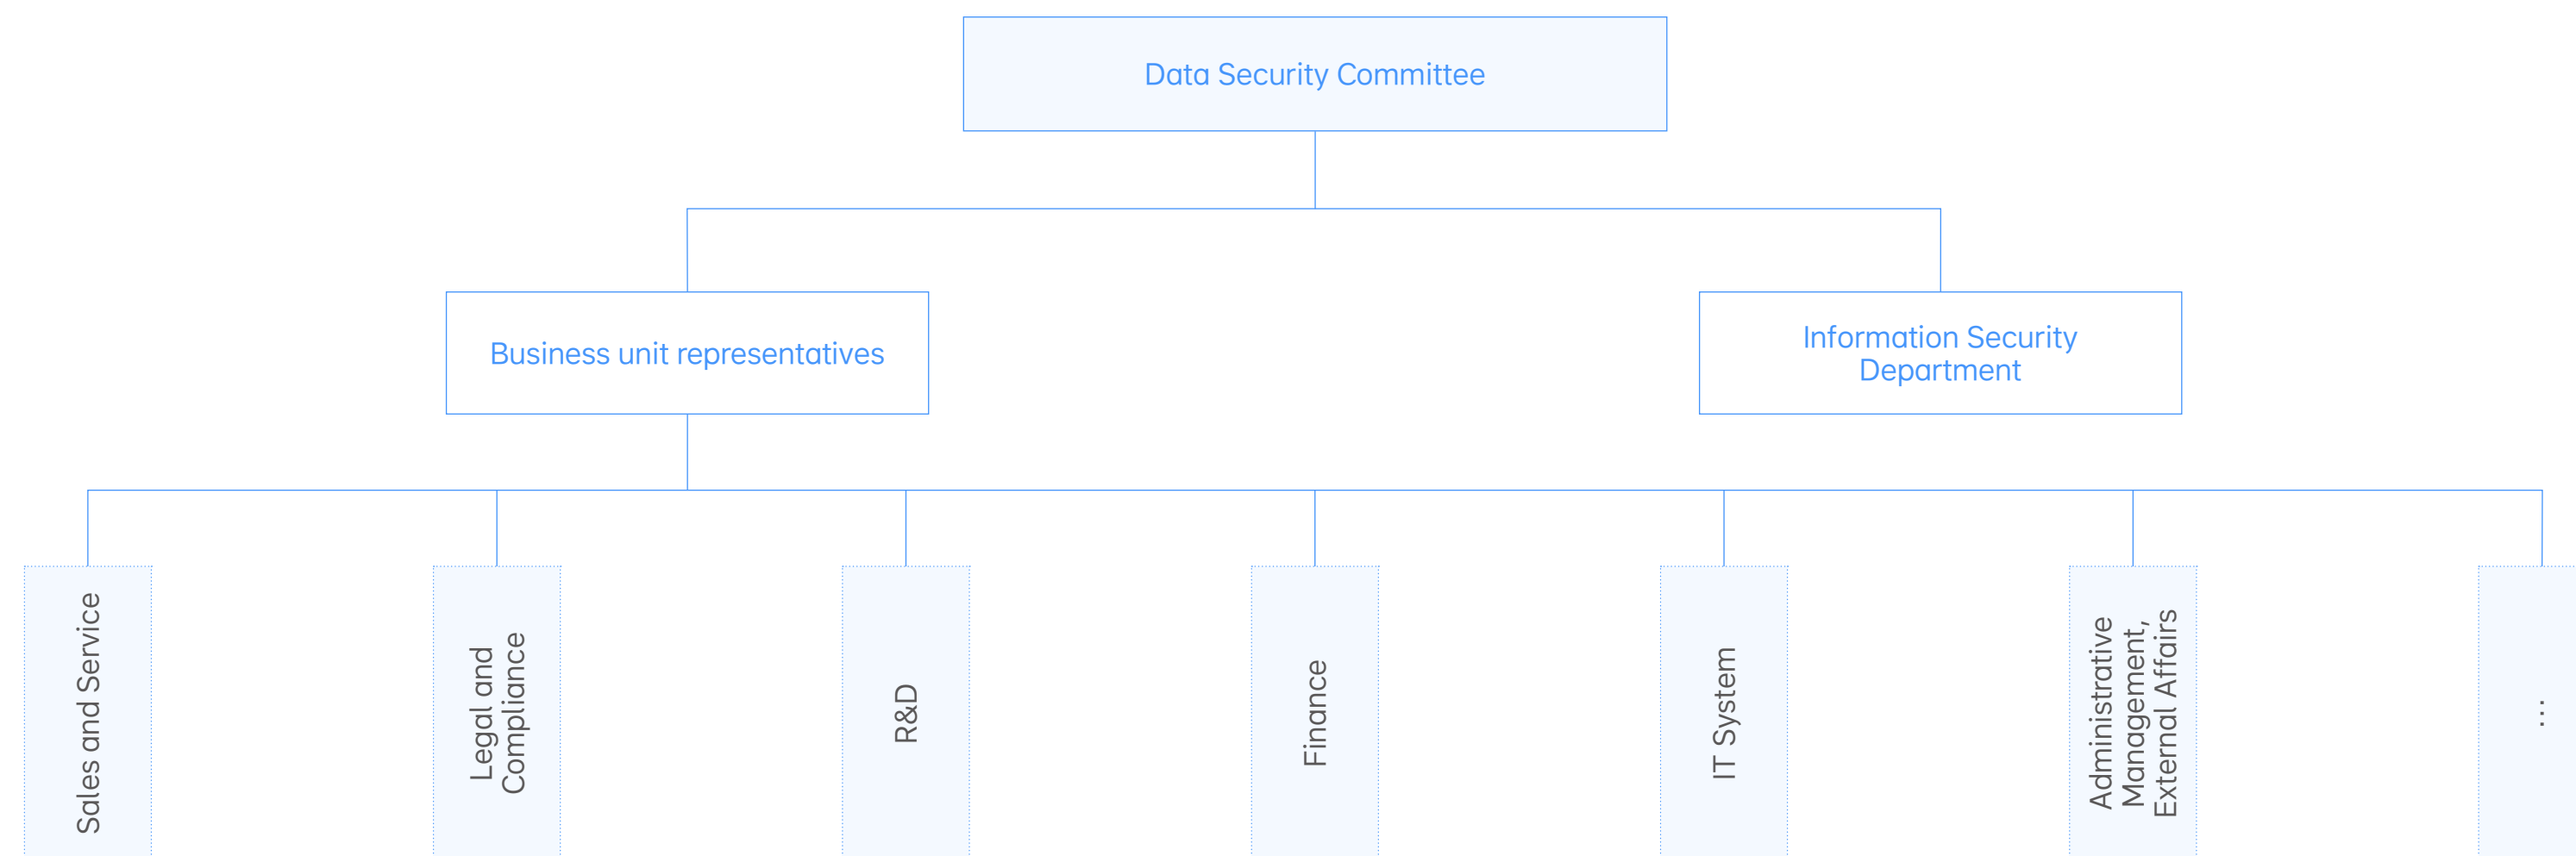 Data Security Committee
Business unit representatives
Information Security
Department
Sales and Service
Legal and
Compliance
R&D
Finance
IT System
Administrative
Management,
External Affairs
...